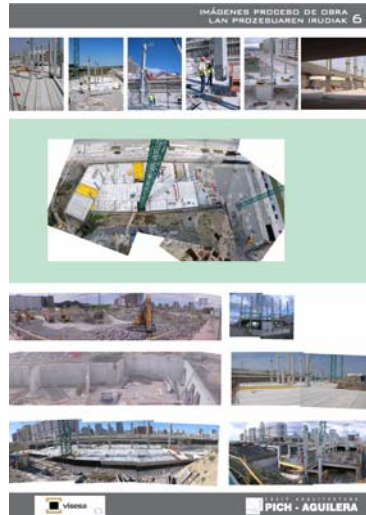 IMÁGENES PROCESO DE OBRA
LAN PROZESUAREN IRUDIAK 6
visesa
PICH - AGUILERA